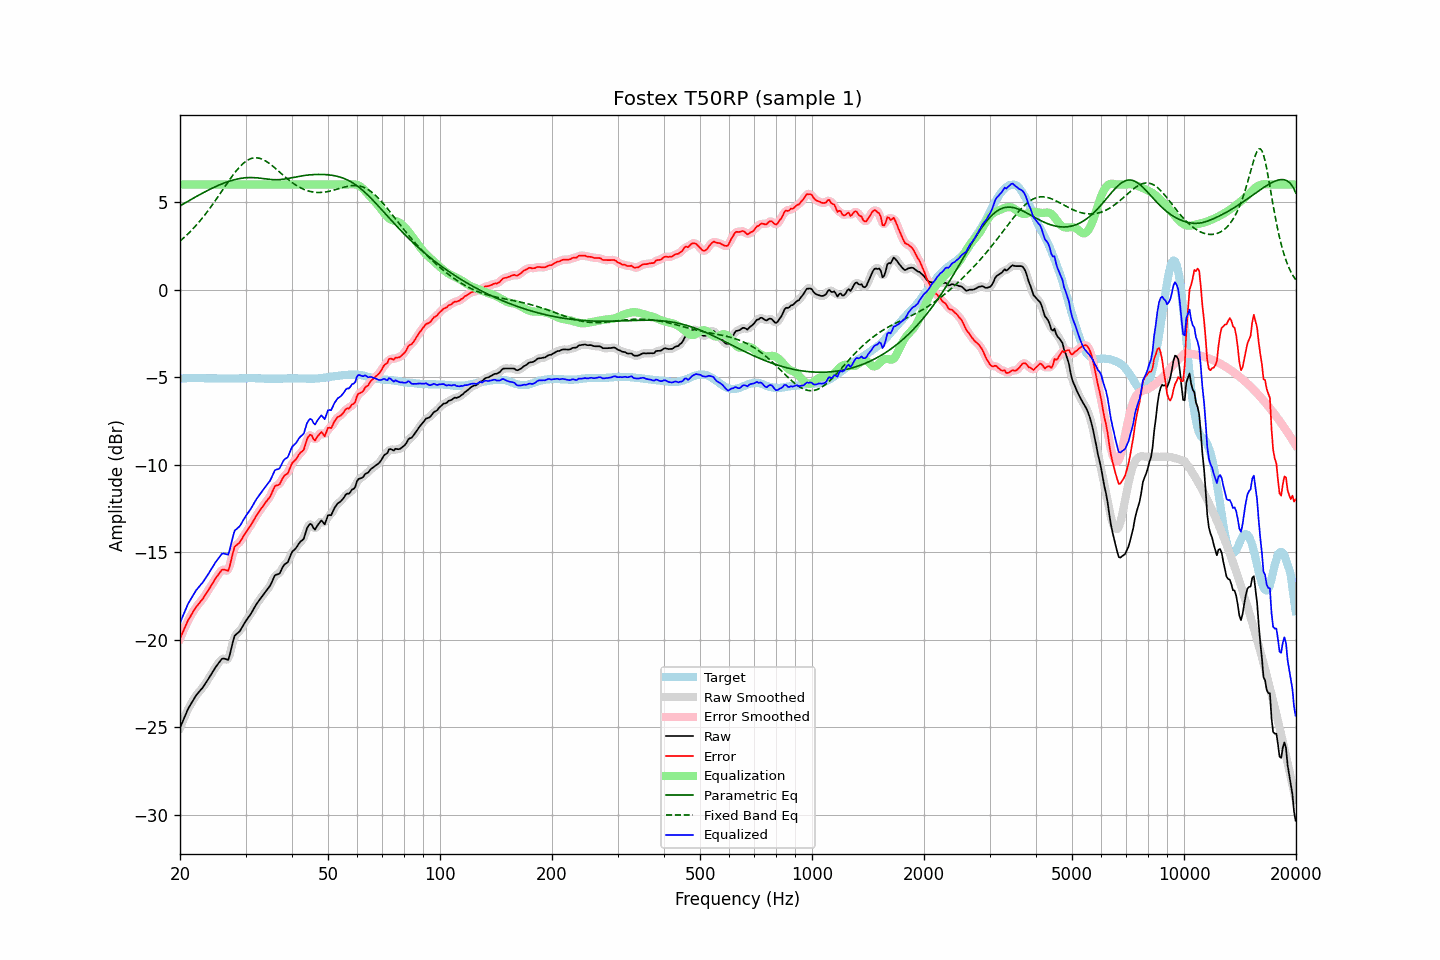 Fostex T50RP (sample 1)
Amplitude (dBr)
5
0
−5
−10
−15
−20
−25
−30
Target
Raw Smoothed
Error Smoothed
Raw
Error
Equalization
Parametric Eq
Fixed Band Eq
Equalized
20 50 100 200 500 1000 2000 5000 10000 20000
Frequency (Hz)